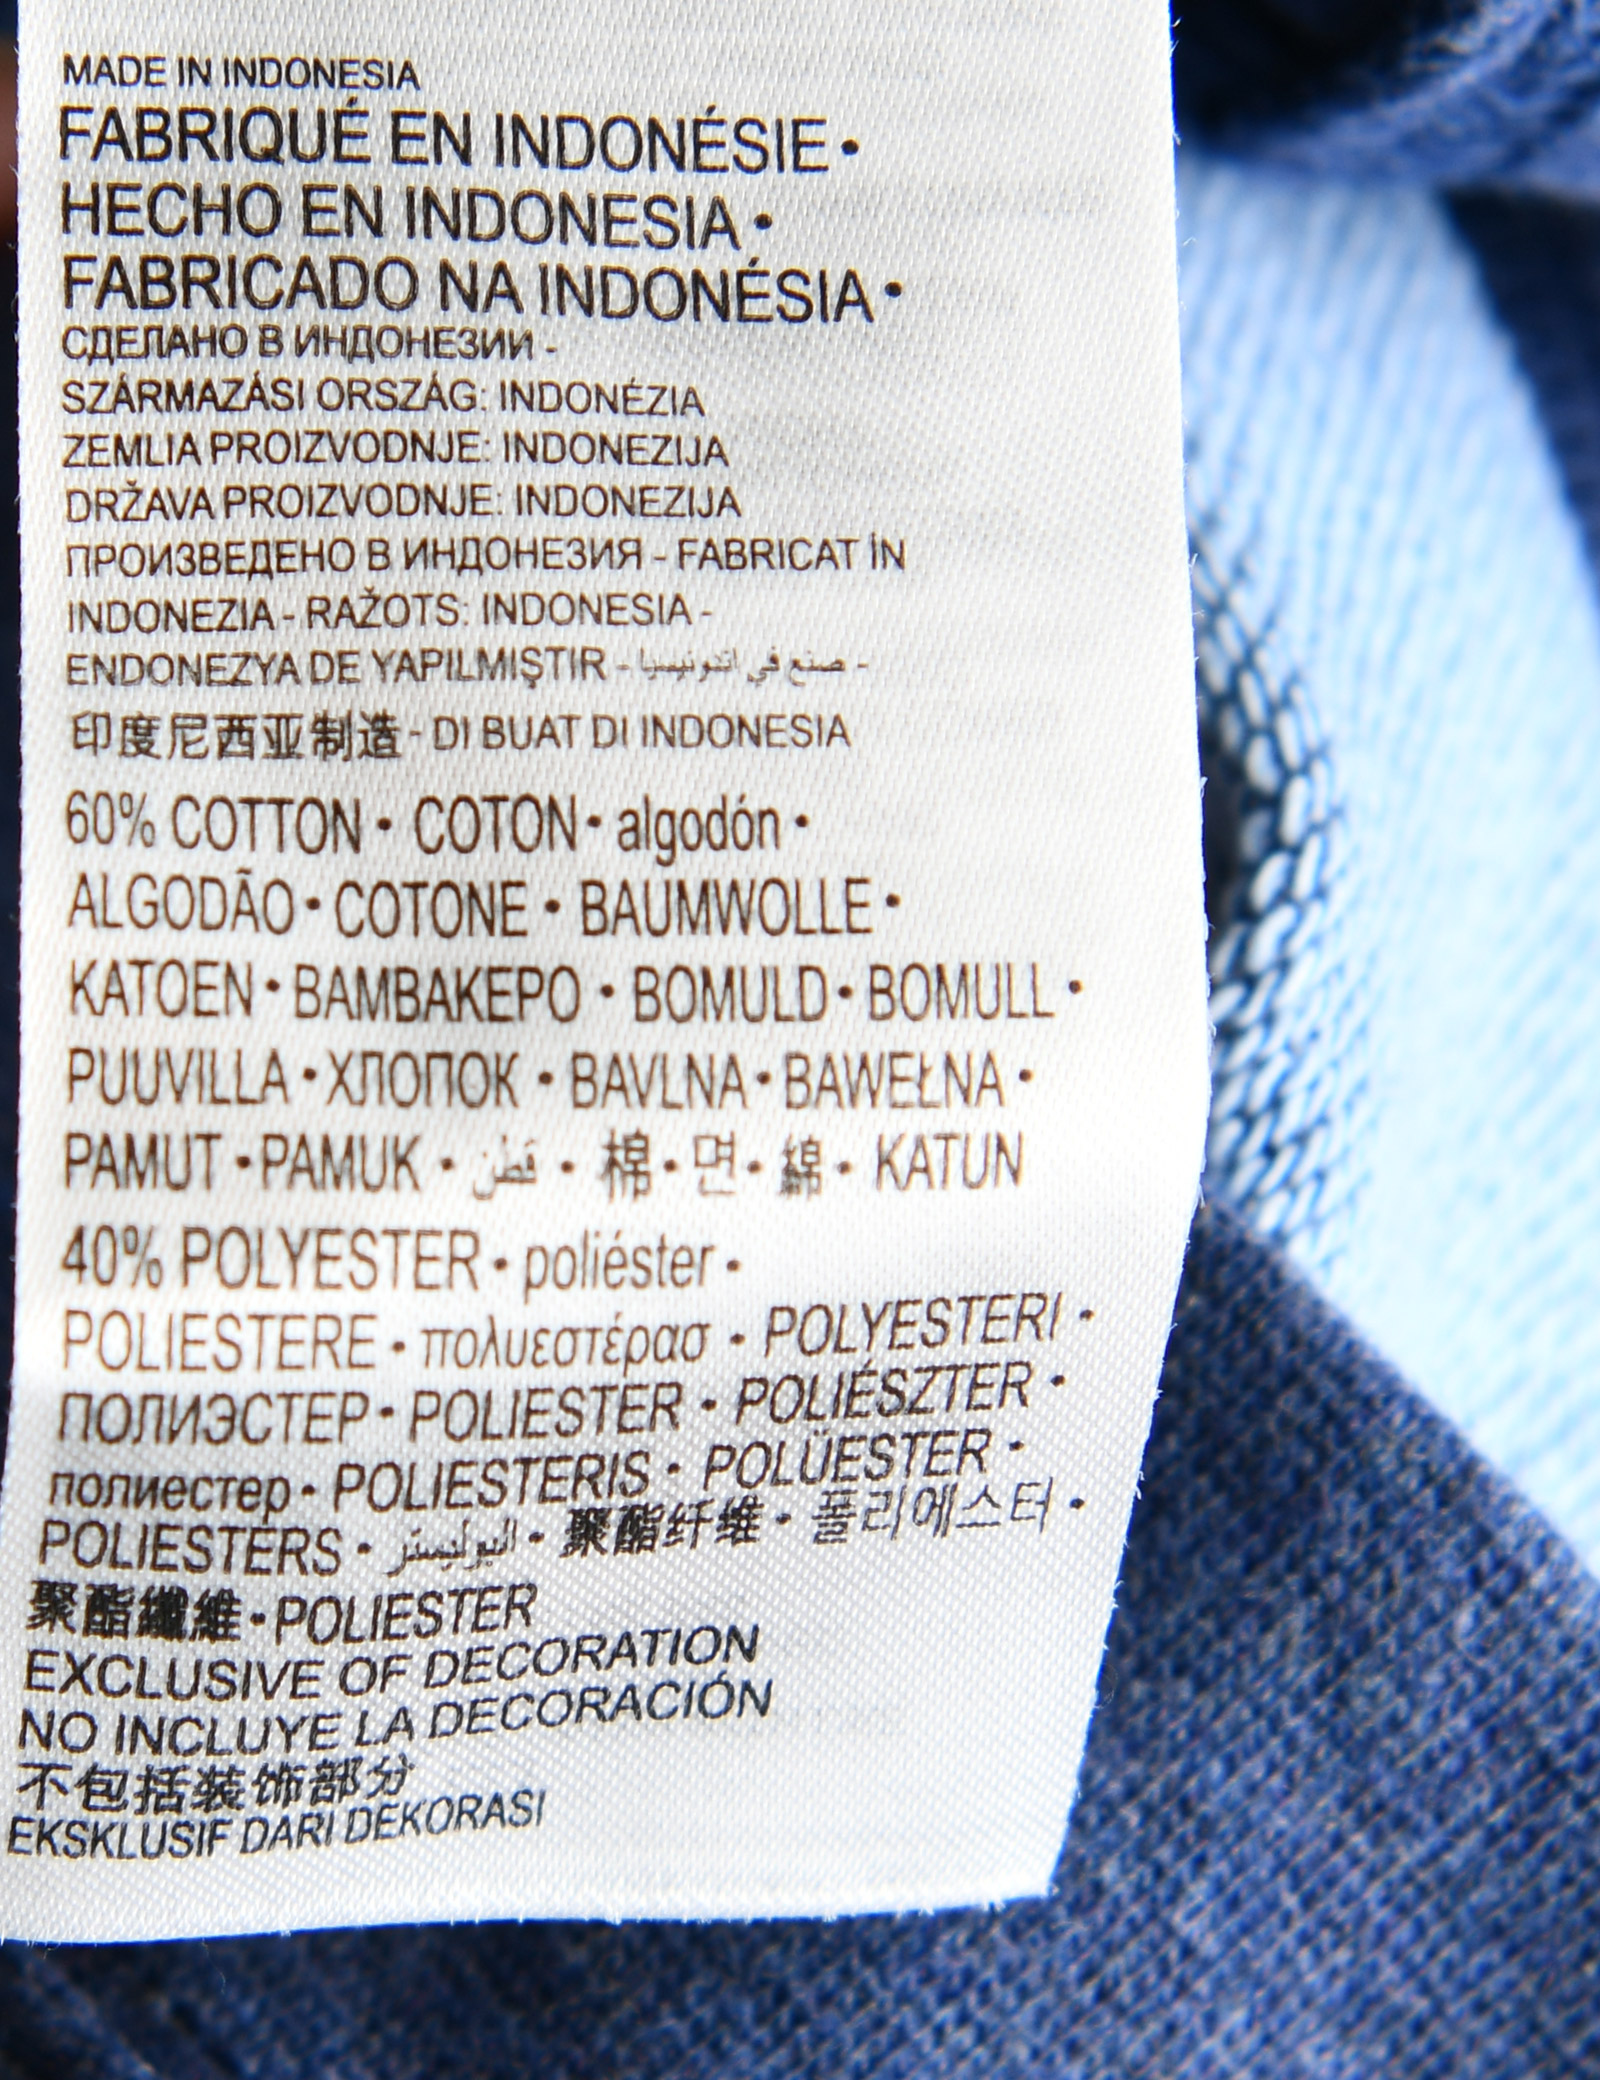 MADE IN INDONESIA
FABRIQUÉ EN INDONÉSIE •
HECHO EN INDONESIA •
FABRICADO NA INDONÉSIA •
СДЕЛАНО В ИНДОНЕЗИИ -
SZÁRMAZÁSI ORSZÁG: INDONÉZIA
ZEMLIA PROIZVODNJE: INDONEZIJA
DRŽAVA PROIZVODNJE: INDONEZIJA
ПРОИЗВЕДЕНО В ИНДОНЕЗИЯ - FABRICAT ÎN
INDONEZIA - RAŽOTS: INDONESIA -
ENDONEZYA DE YAPILMIŞTIR - صنع في اندونيسيا -
印度尼西亚制造 - DI BUAT DI INDONESIA
60% COTTON • COTON • algodón •
ALGODÃO • COTONE • BAUMWOLLE •
KATOEN • BAMBAKEPO • BOMULD • BOMULL •
PUUVILLA • ХЛОПОК • BAVLNA • BAWEŁNA •
PAMUT • PAMUK • قطن • 棉 • 면 • 綿 • KATUN
40% POLYESTER • poliéster •
POLIESTERE • πολυεστέρασ • POLYESTERI •
ПОЛИЭСТЕР • POLIESTER • POLIÉSZTER •
полиестер • POLIESTERIS • POLÜESTER •
POLIESTERS • البوليستر • 聚酯纤维 • 폴리에스터 •
聚酯纖維 • POLIESTER
EXCLUSIVE OF DECORATION
NO INCLUYE LA DECORACIÓN
不包括装饰部分
EKSKLUSIF DARI DEKORASI